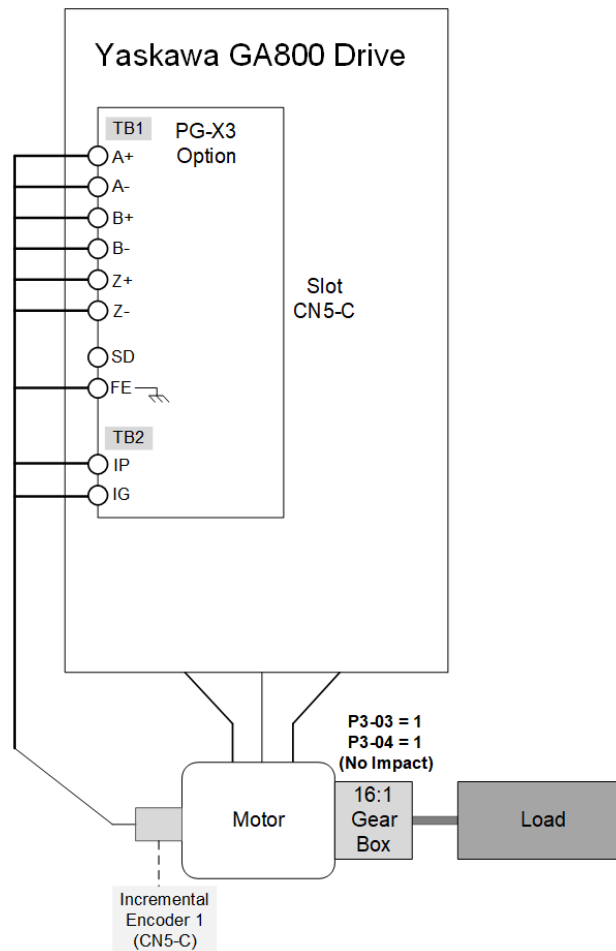 Yaskawa GA800 Drive
TB1
PG-X3
Option
A+
A-
B+
B-
Z+
Z-
SD
FE
TB2
IP
IG
Slot
CN5-C
P3-03 = 1
P3-04 = 1
(No Impact)
Motor
16:1
Gear
Box
Load
Incremental
Encoder 1
(CN5-C)